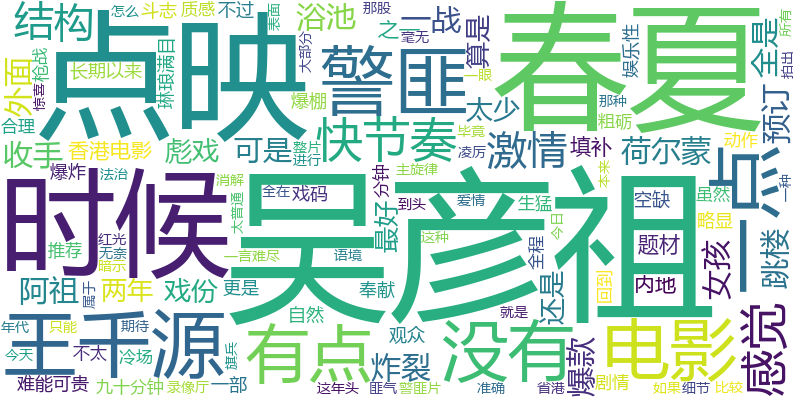 结构
怎么
斗志
质感
不过
浴池
那股
表面
一战
之
毫无
算是
娱乐性
春夏
全是
所有
外面
惊喜
枪战
长期以来
琳琅满目
点映
大部分
爆棚
警匪
一眼
太少
那种
粗砺
拍出
预订
合理
香港电影
收手
彪戏
可是
快节奏
整片
进行
毕竟
凌厉
激情
填补
荷尔蒙
动作
一点
一种
时候
爆炸
法治
消解
全在
戏码
分钟
主旋律
到头
爱情
生猛
本来
今日
空缺
虽然
略显
跳楼
推荐
红光
无奈
暗示
太普通
一言难尽
语境
最好
这种
全程
题材
女孩
吴彦祖
阿祖
属于
两年
戏份
更是
奉献
还是
回到
内地
感觉
王千源
自然
就是
年代
今天
只能
期待
不太
冷场
旗兵
有点
观众
炸裂
没有
爆款
电影
剧情
难能可贵
九十分钟
录像厅
一部
这年头
匪气
警匪片
准确
省港
如果
细节
比较